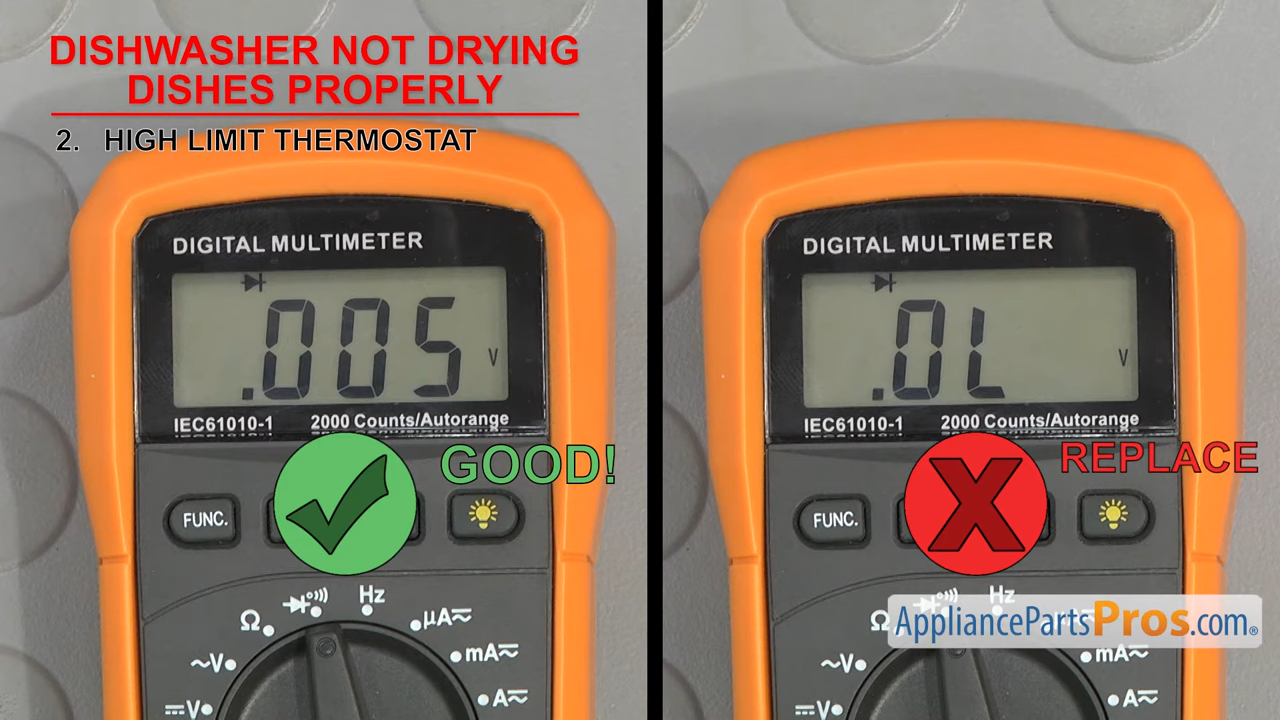 DISHWASHER NOT DRYING
DISHES PROPERLY
2. HIGH LIMIT THERMOSTAT
DIGITAL MULTIMETER
.005 V
IEC61010-1 2000 Counts/Autorange
GOOD!
FUNC.
Hz
Ω
µA
mA
~V
A
V
DIGITAL MULTIMETER
.0L V
IEC61010-1 2000 Counts/Autorange
REPLACE
FUNC.
Hz
Ω
AppliancePartsPros.com®
mA
~V
A
V